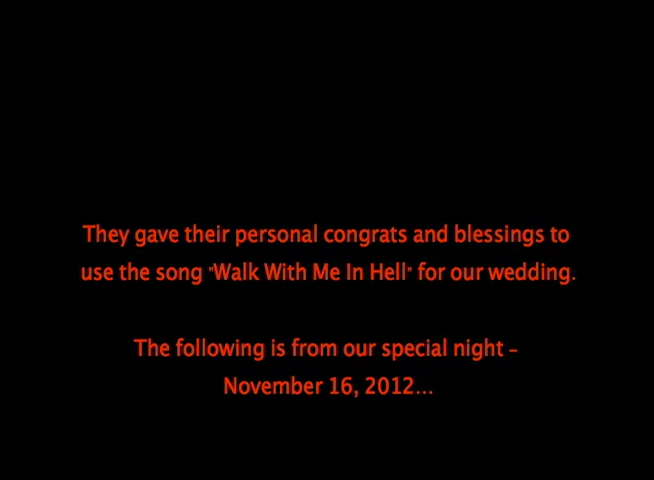 They gave their personal congrats and blessings to
use the song "Walk With Me In Hell" for our wedding.
The following is from our special night -
November 16, 2012...